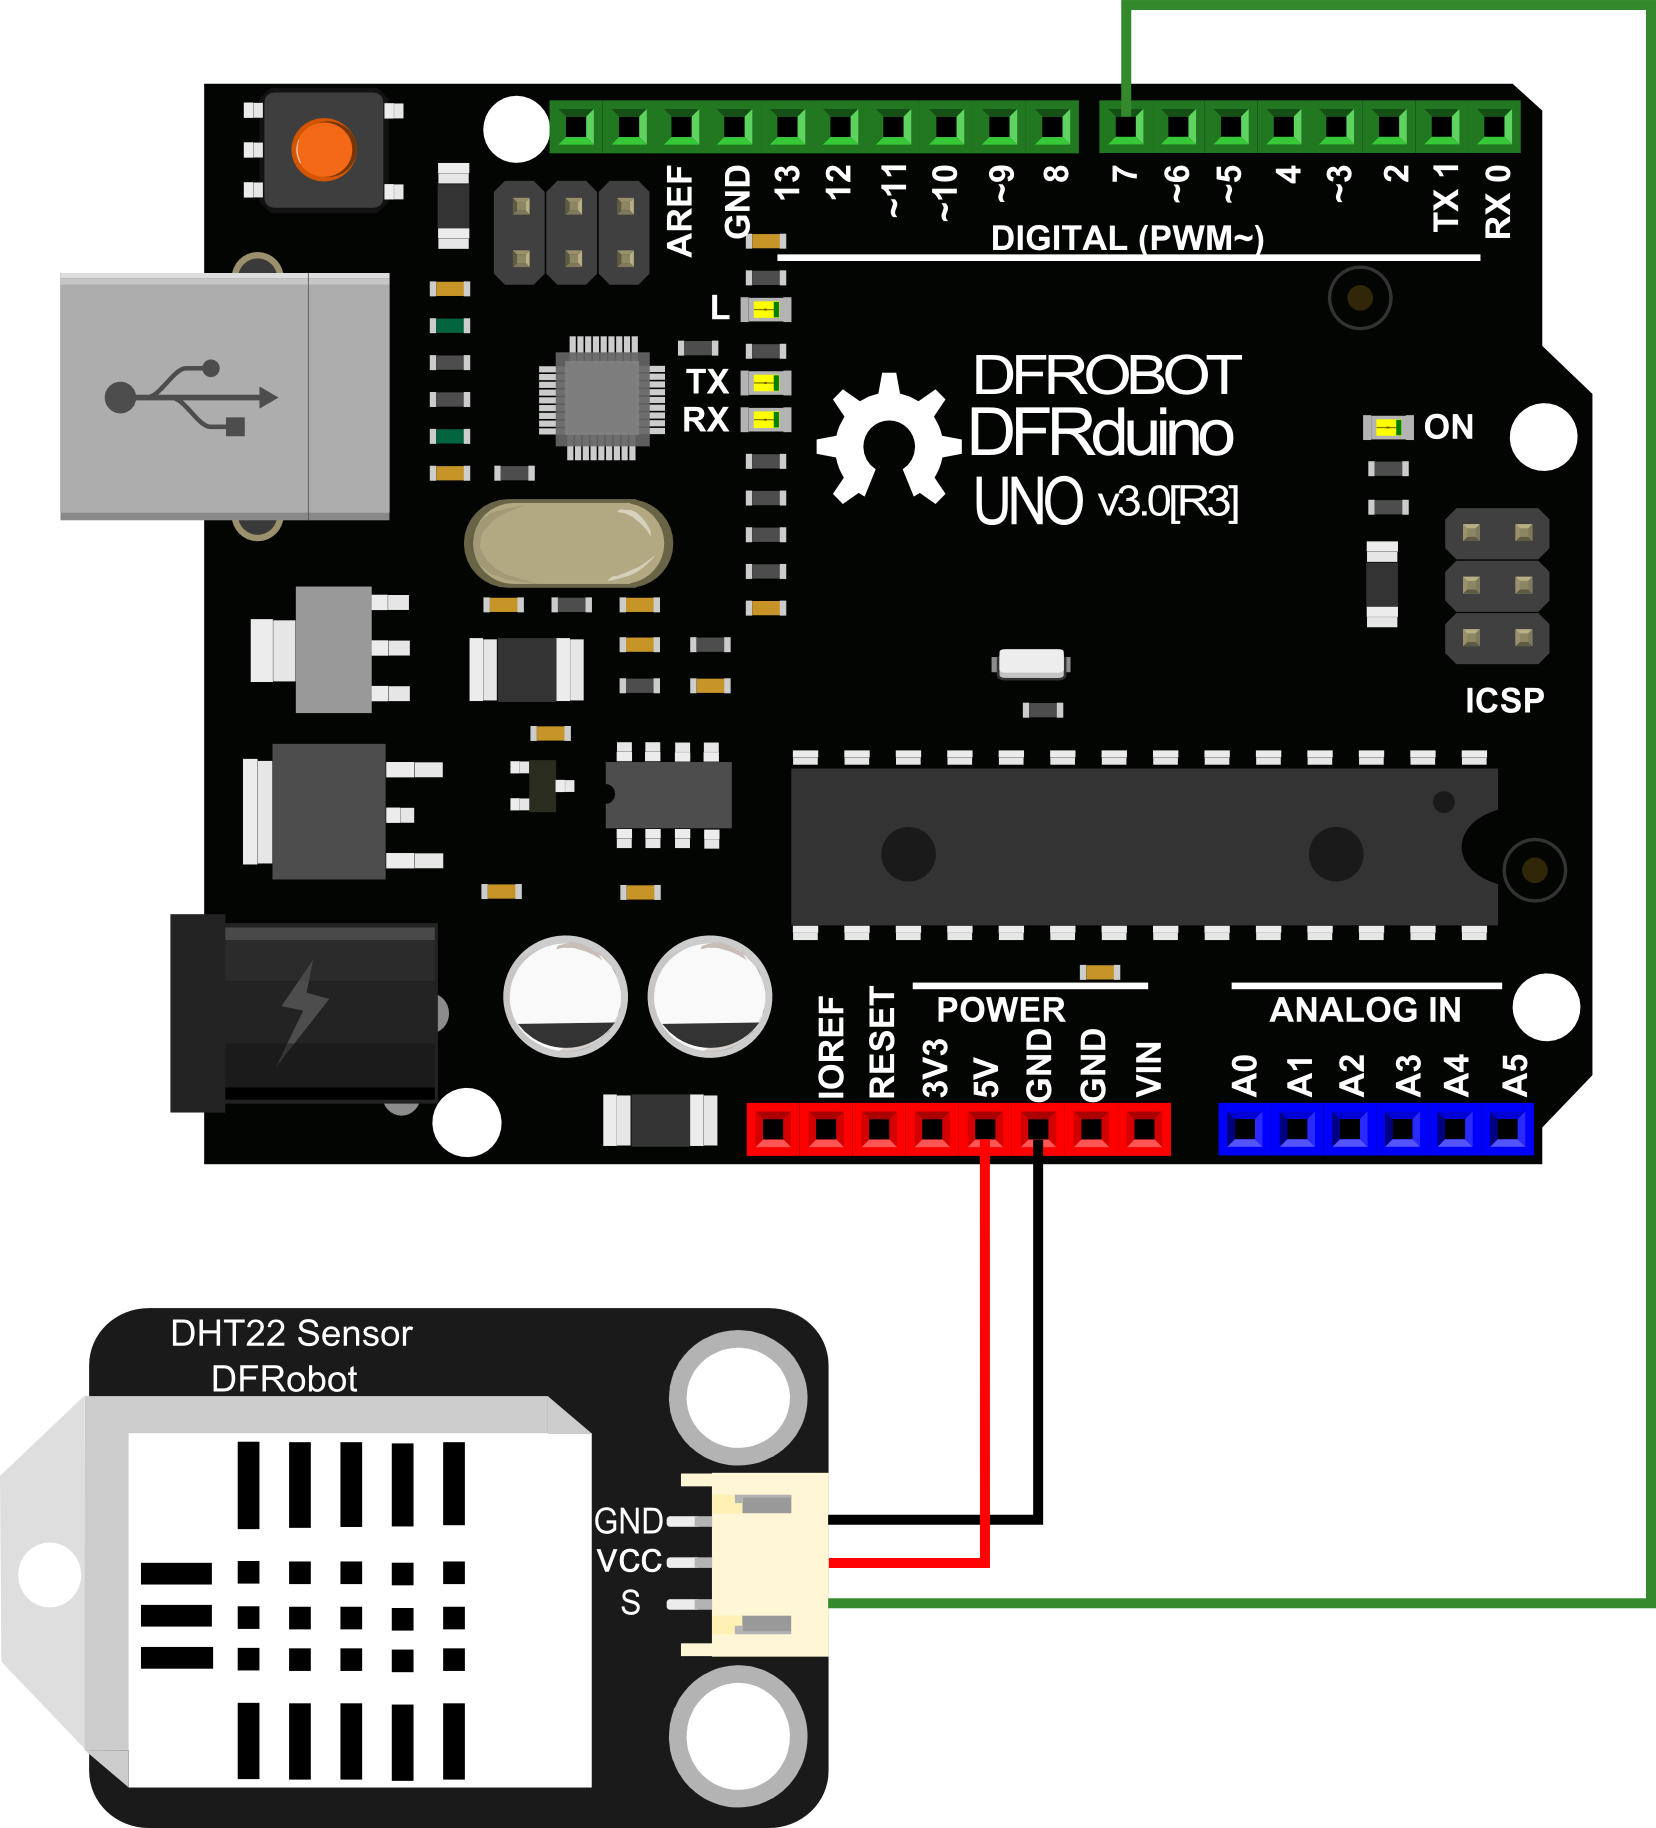 AREF
GND
13
12
~11
~10
~9
8
7
~6
~5
4
~3
2
TX 1
RX 0
DIGITAL (PWM~)
L
TX
RX
DFROBOT
DFRduino
UNO v3.0[R3]
ON
ICSP
POWER
ANALOG IN
IOREF
RESET
3V3
5V
GND
GND
VIN
A0
A1
A2
A3
A4
A5
DHT22 Sensor
DFRobot
GND
VCC
S